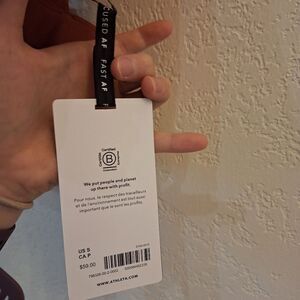 CUSED AF FAST AF F
Certified
B
Corporation
We put people and planet
up there with profit.
Pour nous, le respect des travailleurs
et de l'environnement est tout aussi
important que le sont les profits.
US S
CA P
$59.00
WWW.ATHLETA.COM